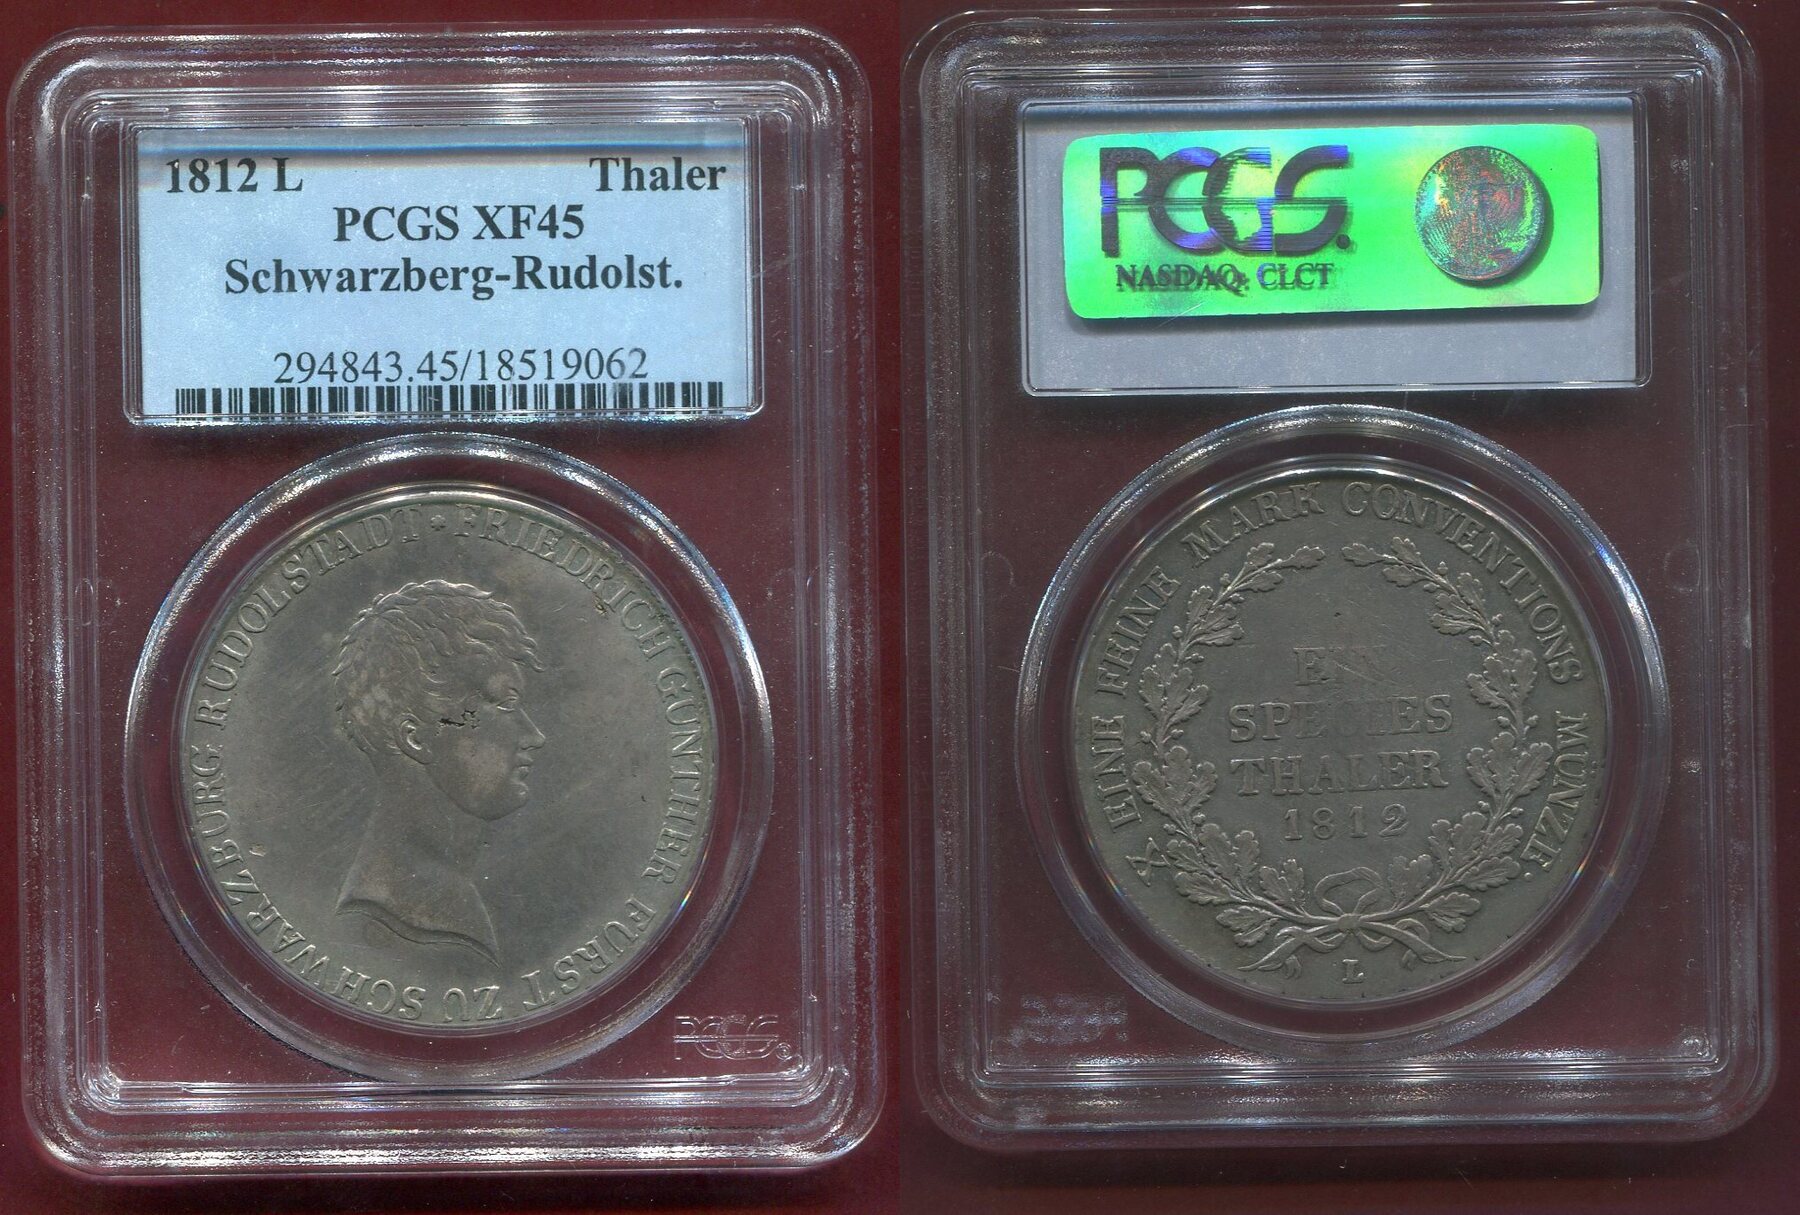 1812 L Thaler
PCGS XF45
Schwarzberg-Rudolst.
294843.45/18519062
FRIEDRICH GÜNTHER FÜRST ZU SCHWARZBURG RUDOLSTADT *
PCGS
PCGS.
NASDAQ: CLCT
X EINE FEINE MARK CONVENTIONS MÜNZE.
EIN
SPECIES
THALER
1812
L